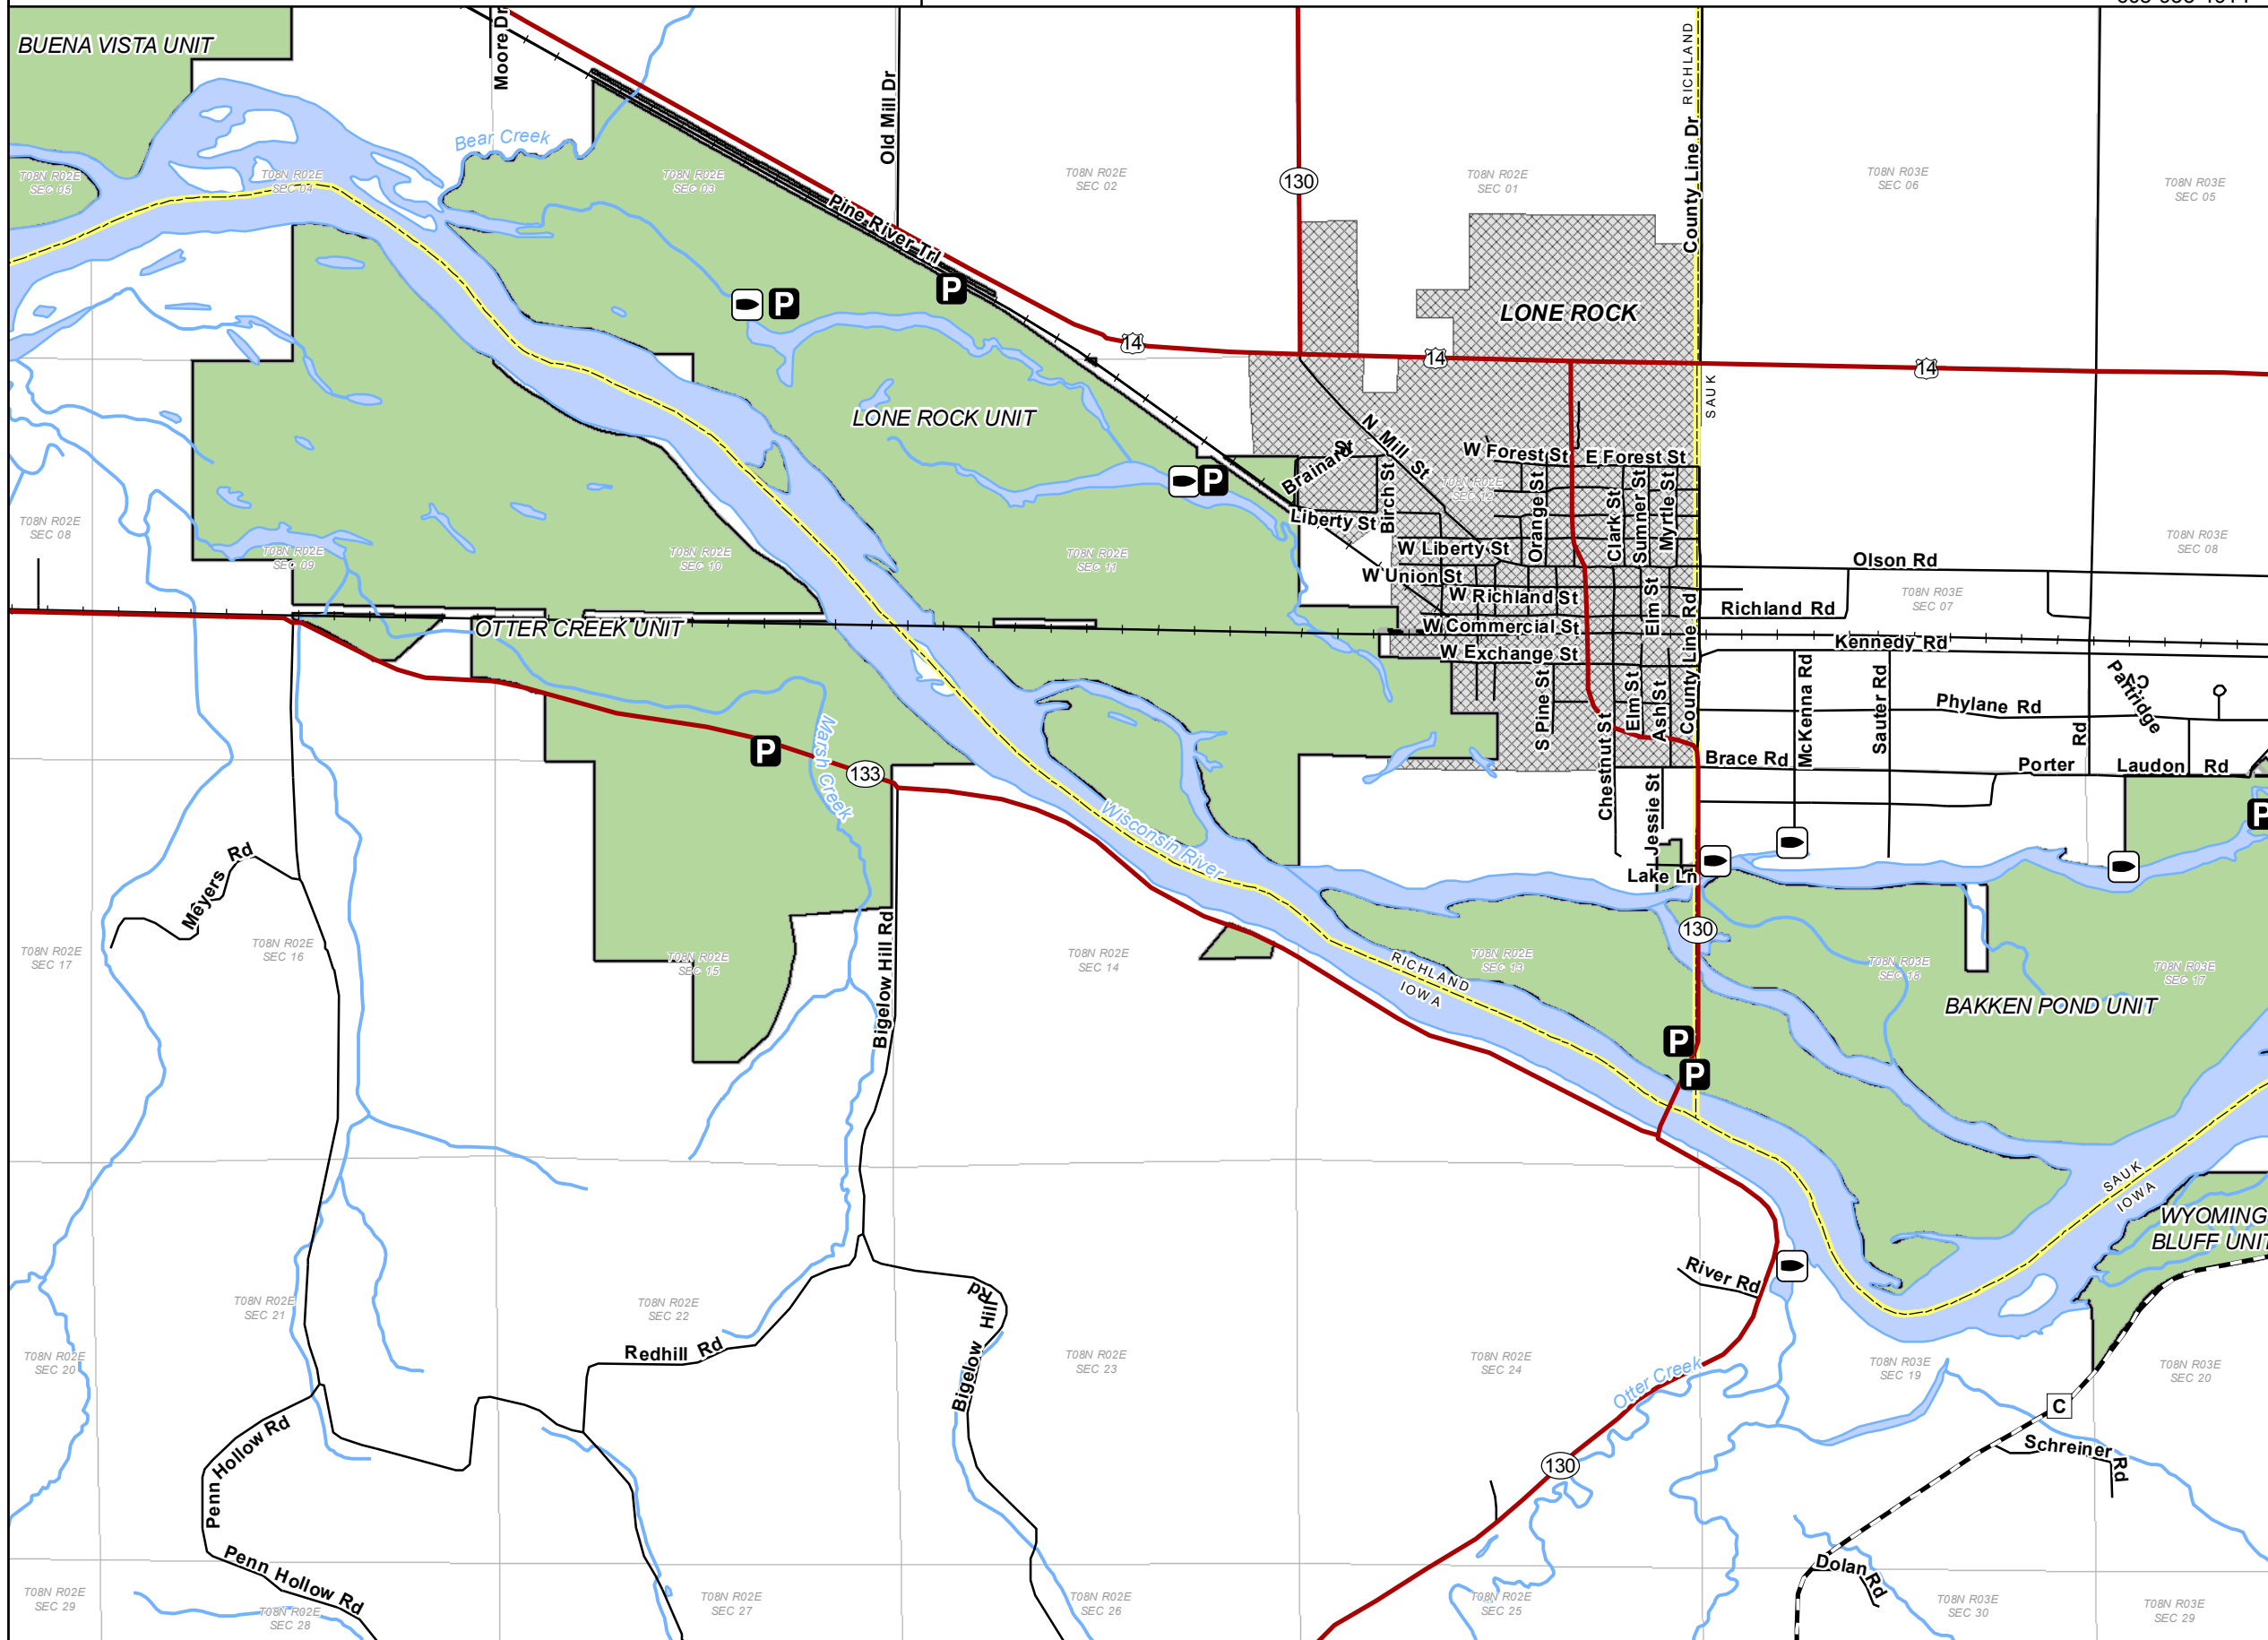 BUENA VISTA UNIT
Moore Dr
Old Mill Dr
RICHLAND
County Line Dr
Bear Creek
T08N R02E
SEC 05
T08N R02E
SEC 04
T08N R02E
SEC 03
T08N R02E
SEC 02
130
T08N R02E
SEC 01
T08N R03E
SEC 06
T08N R03E
SEC 05
Pine River Trl
P
P
LONE ROCK
14
14
14
SAUK
LONE ROCK UNIT
N Mill St
W Forest St
E Forest St
Brainard
St
Birch St
P
T08N R02E
SEC 12
Orange St
Clark St
Sumner St
Myrtle St
Liberty St
W Liberty St
T08N R02E
SEC 08
T08N R02E
SEC 09
T08N R02E
SEC 10
T08N R02E
SEC 11
T08N R03E
SEC 08
Olson Rd
W Union St
W Richland St
Elm St
T08N R03E
SEC 07
Richland Rd
OTTER CREEK UNIT
W Commercial St
County Line Rd
Kennedy Rd
W Exchange St
S Pine St
Elm St
Ash St
McKenna Rd
Sauter Rd
Phylane Rd
Partridge
Rd
P
Marsh Creek
133
Chestnut St
Brace Rd
Porter
Laudon Rd
Jessie St
P
Wisconsin River
Lake Ln
Meyers
Rd
130
T08N R02E
SEC 17
T08N R02E
SEC 16
T08N R02E
SEC 15
Bigelow Hill Rd
T08N R02E
SEC 14
RICHLAND
IOWA
T08N R02E
SEC 13
T08N R03E
SEC 18
T08N R03E
SEC 17
BAKKEN POND UNIT
P
P
SAUK
IOWA
WYOMING
BLUFF UNIT
River Rd
T08N R02E
SEC 21
T08N R02E
SEC 22
Bigelow Hill
Rd
Redhill Rd
T08N R02E
SEC 20
T08N R02E
SEC 23
T08N R02E
SEC 24
Otter Creek
T08N R03E
SEC 19
T08N R03E
SEC 20
C
Schreiner
Rd
Penn
Hollow Rd
130
Penn Hollow Rd
Dolan
Rd
T08N R02E
SEC 29
T08N R02E
SEC 28
T08N R02E
SEC 27
T08N R02E
SEC 26
T08N R02E
SEC 25
T08N R03E
SEC 30
T08N R03E
SEC 29